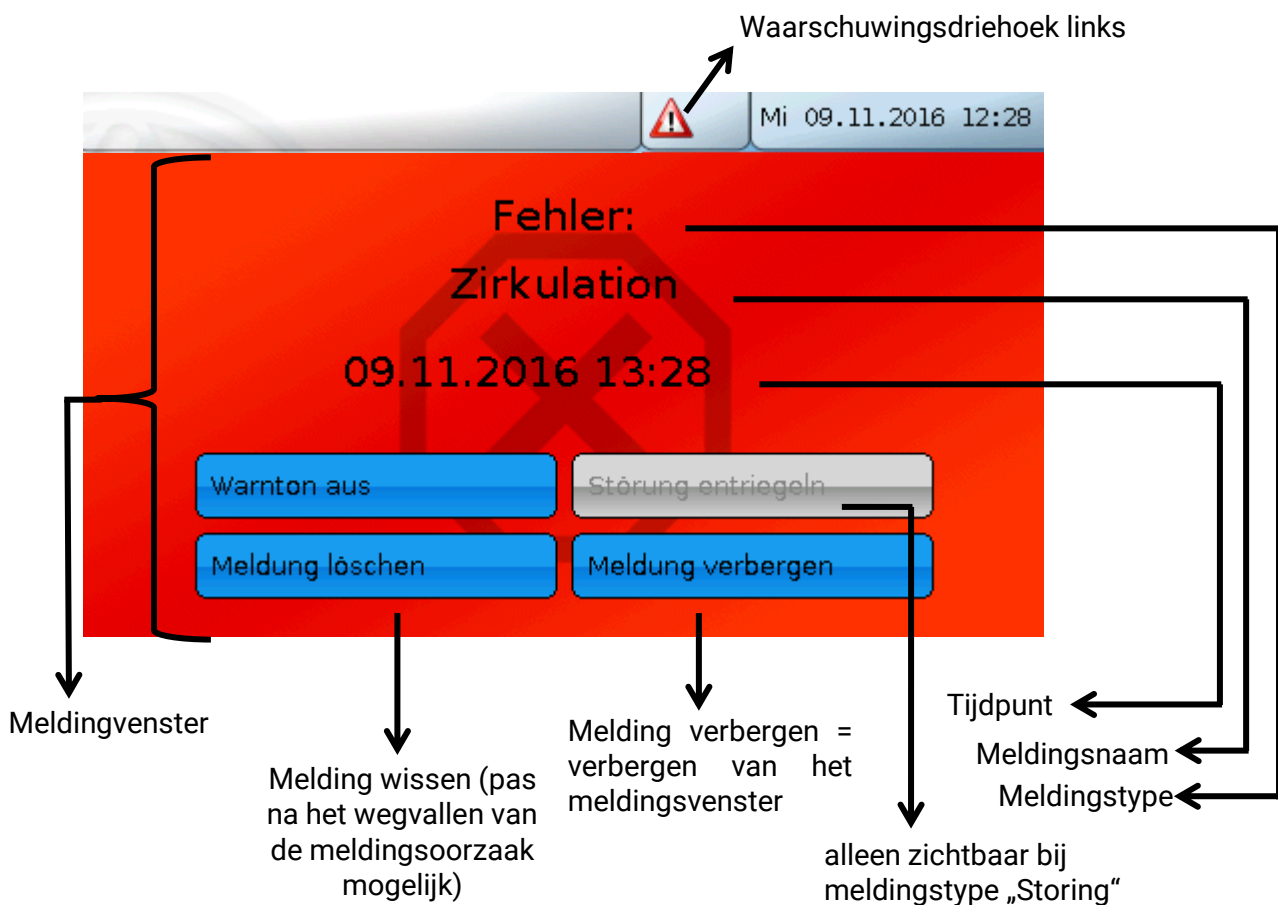 Waarschuwingsdriehoek links
Mi 09.11.2016 12:28
Fehler:
Zirkulation
09.11.2016 13:28
Warnton aus
Störung entriegeln
Meldung löschen
Meldung verbergen
Meldingvenster
Melding wissen (pas
na het wegvallen van
de meldingsoorzaak
mogelijk)
Melding verbergen =
verbergen van het
meldingsvenster
Tijdpunt
Meldingsnaam
Meldingstype
alleen zichtbaar bij
meldingstype „Storing“